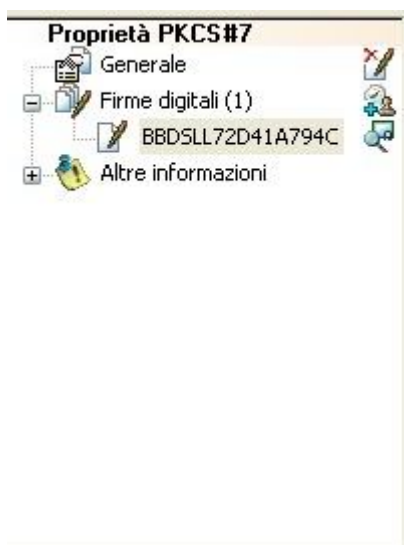 Proprietà PKCS#7
Generale
Firme digitali (1)
BBDSLL72D41A794C
Altre informazioni